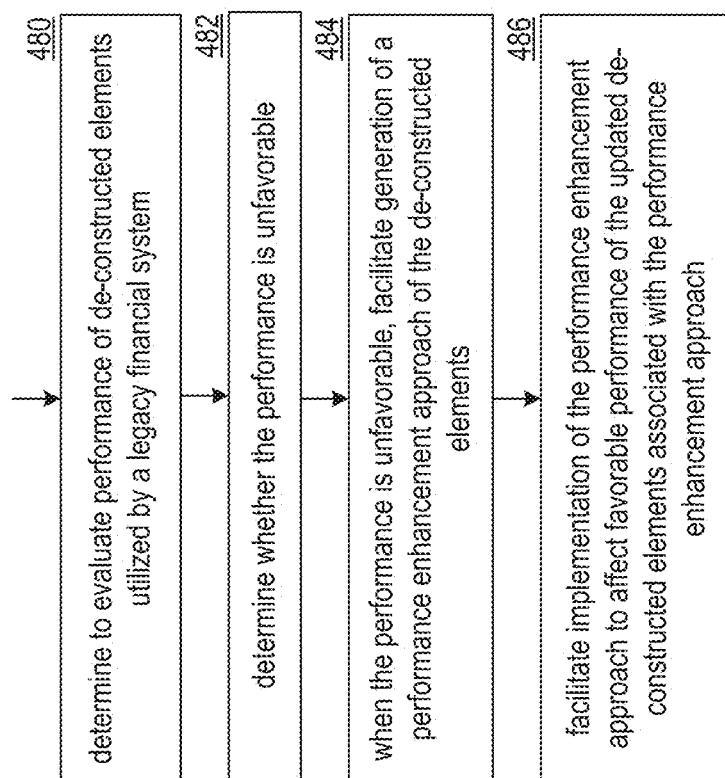 480
determine to evaluate performance of de-constructed elements
utilized by a legacy financial system
482
determine whether the performance is unfavorable
484
when the performance is unfavorable, facilitate generation of a
performance enhancement approach of the de-constructed
elements
486
facilitate implementation of the performance enhancement
approach to affect favorable performance of the updated de-
constructed elements associated with the performance
enhancement approach